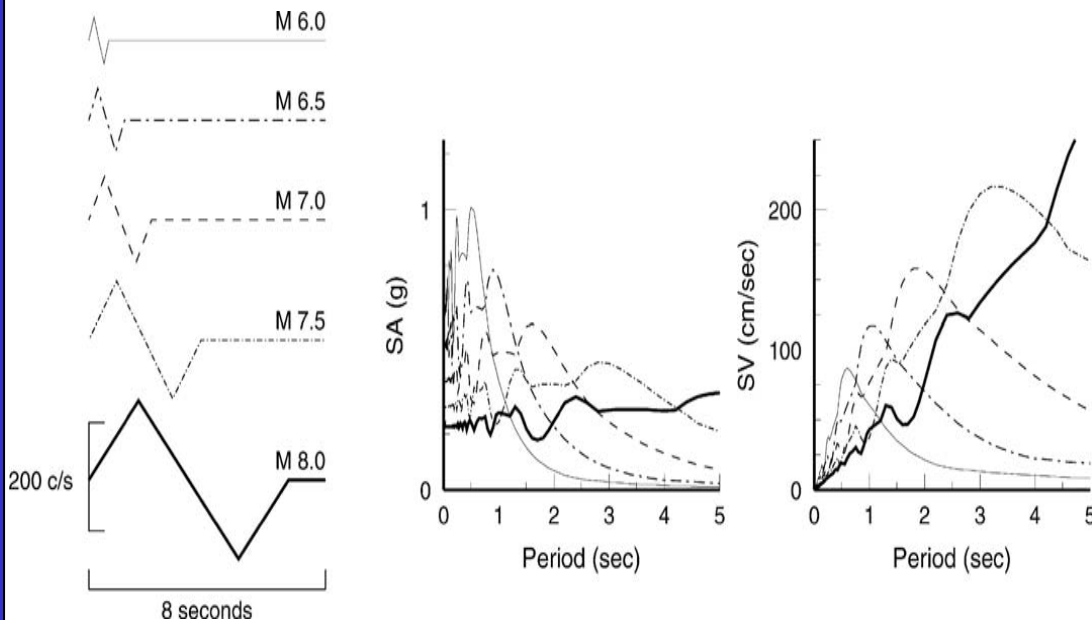 M 6.0
M 6.5
M 7.0
M 7.5
M 8.0
200 c/s
8 seconds
SA (g)
1
0
0 1 2 3 4 5
Period (sec)
SV (cm/sec)
200
100
0
0 1 2 3 4 5
Period (sec)